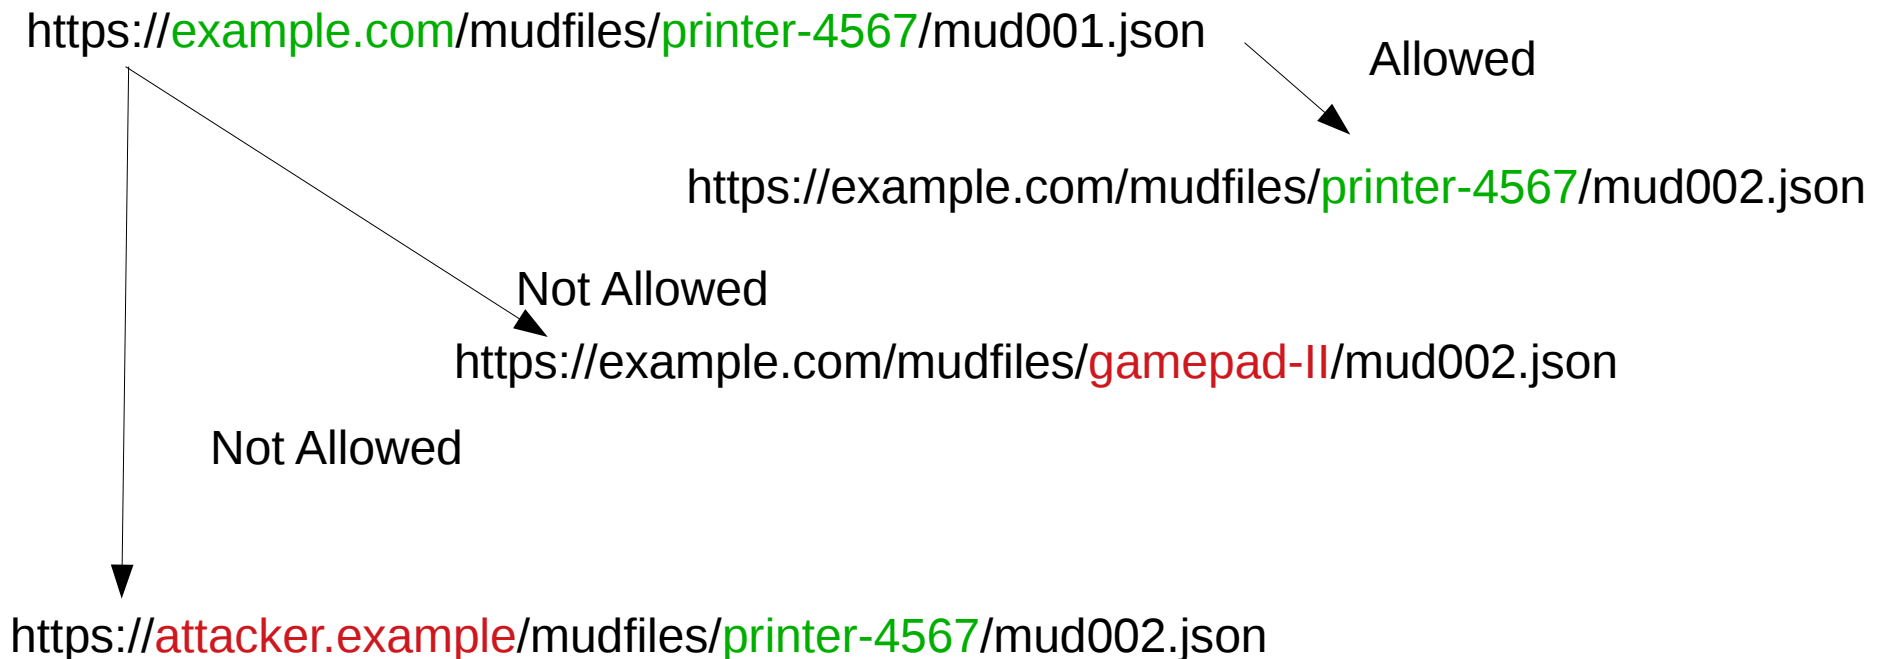 https://example.com/mudfiles/printer-4567/mud001.json
Allowed
https://example.com/mudfiles/printer-4567/mud002.json
Not Allowed
https://example.com/mudfiles/gamepad-II/mud002.json
Not Allowed
https://attacker.example/mudfiles/printer-4567/mud002.json